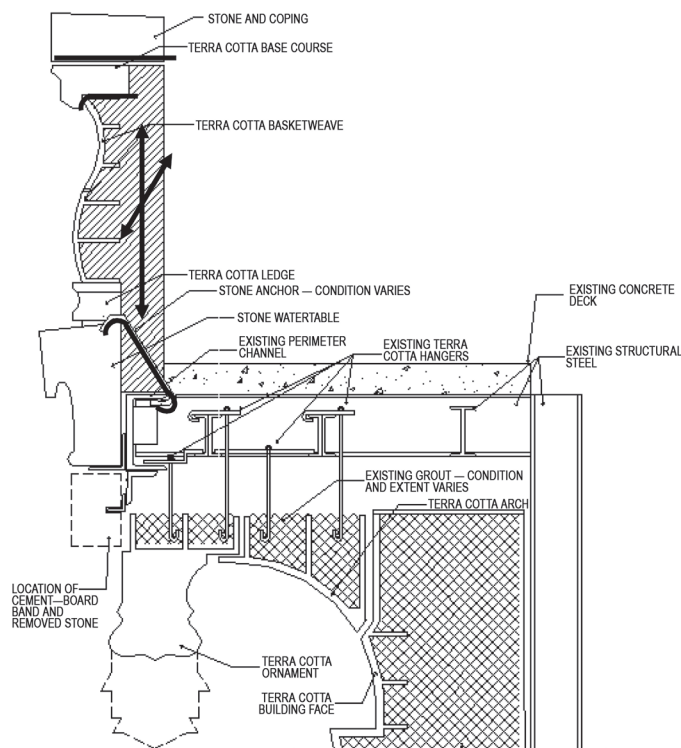 STONE AND COPING
TERRA COTTA BASE COURSE
TERRA COTTA BASKETWEAVE
TERRA COTTA LEDGE
STONE ANCHOR — CONDITION VARIES
STONE WATERTABLE
EXISTING PERIMETER
CHANNEL
EXISTING TERRA
COTTA HANGERS
EXISTING CONCRETE
DECK
EXISTING STRUCTURAL
STEEL
EXISTING GROUT — CONDITION
AND EXTENT VARIES
TERRA COTTA ARCH
LOCATION OF
CEMENT—BOARD
BAND AND
REMOVED STONE
TERRA COTTA
ORNAMENT
TERRA COTTA
BUILDING FACE